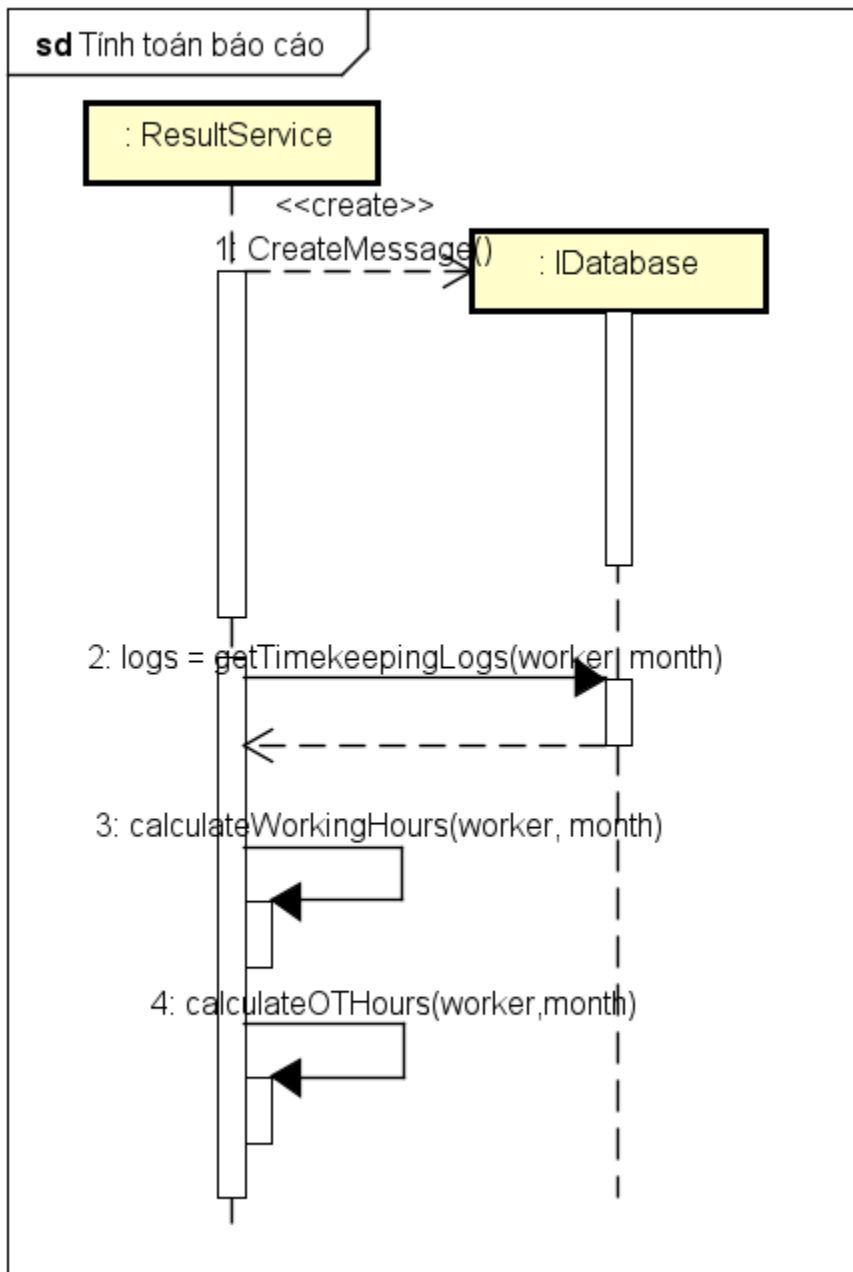 sd Tính toán báo cáo
: ResultService
<<create>>
1: CreateMessage()
: IDatabase
2: logs = getTimekeepingLogs(worker, month)
3: calculateWorkingHours(worker, month)
4: calculateOTHours(worker,month)